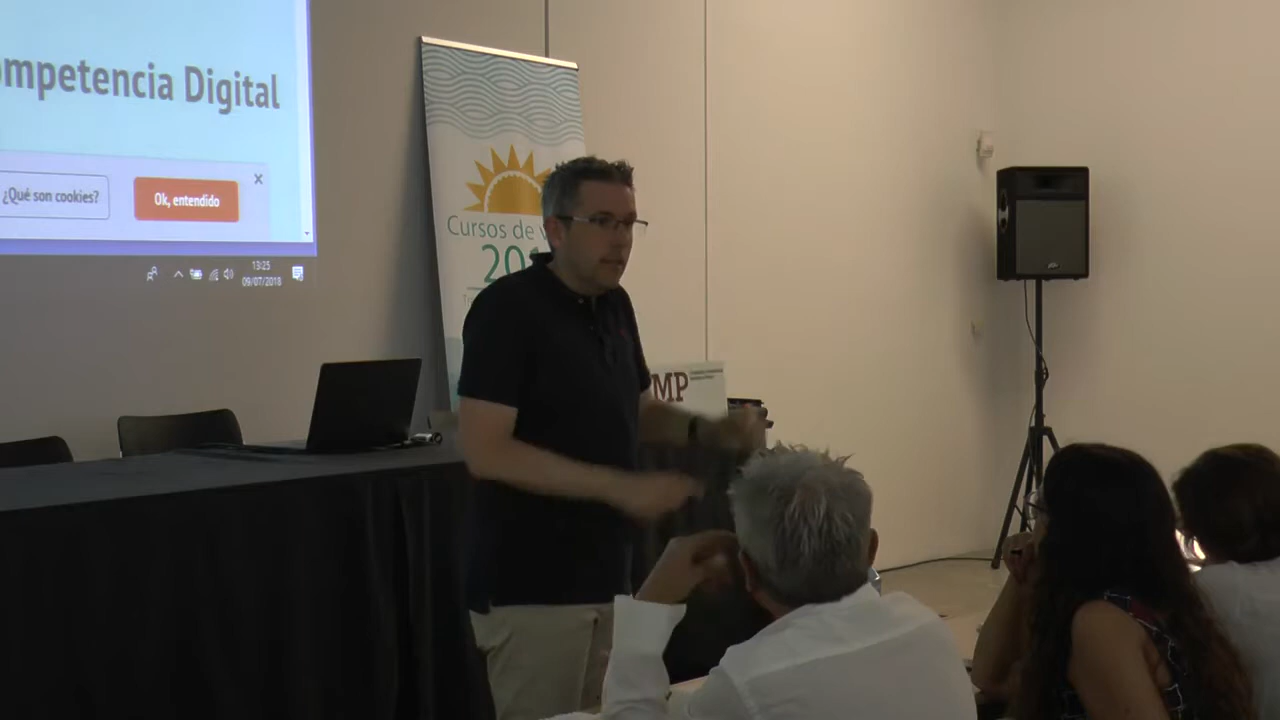 ompetencia Digital
¿Qué son cookies?
Ok, entendido
x
13:25
09/07/2018
Cursos de v
201
MP